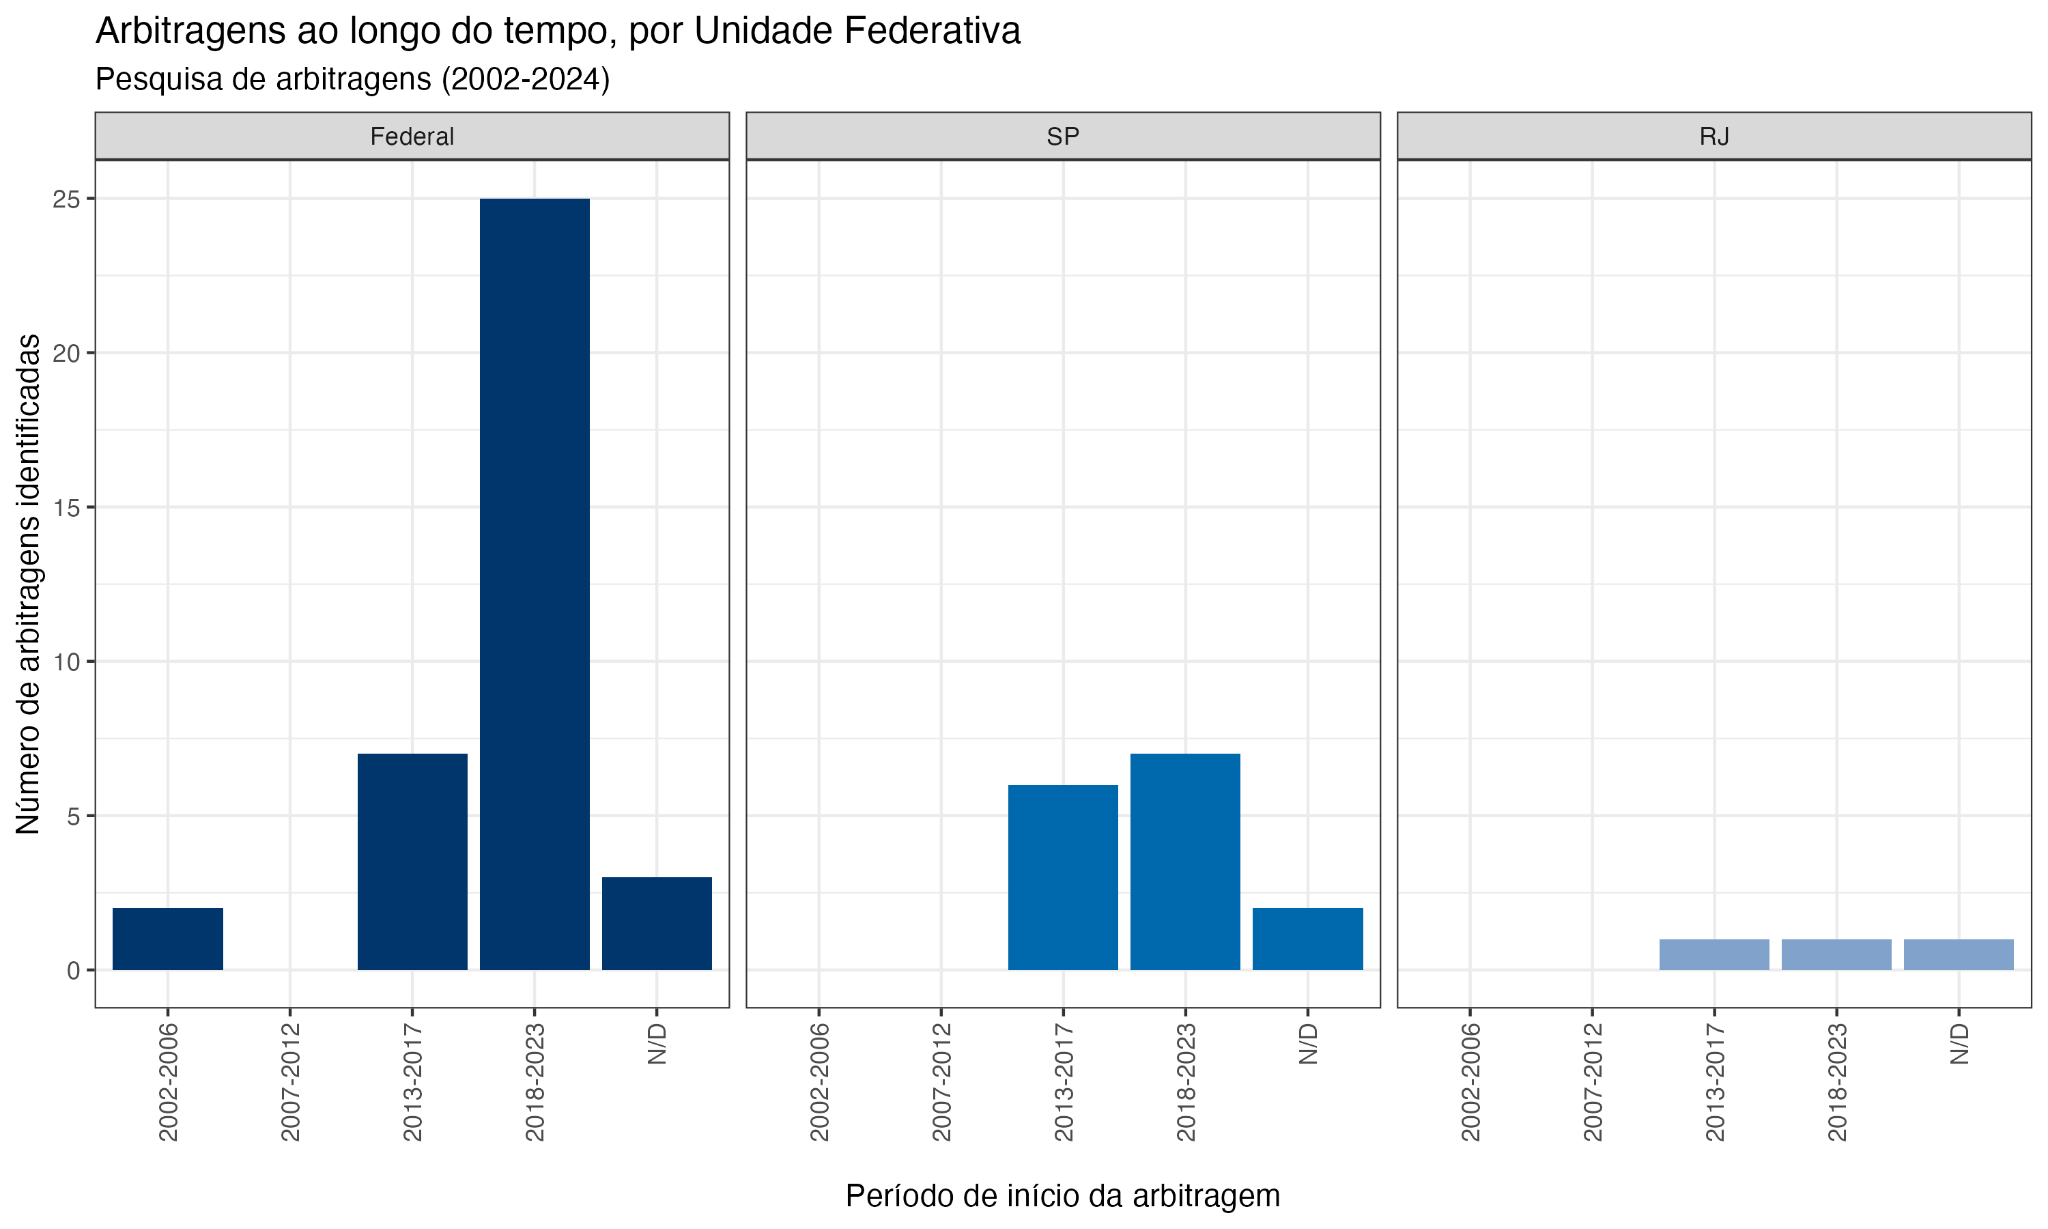 Arbitragens ao longo do tempo, por Unidade Federativa
Pesquisa de arbitragens (2002-2024)
Federal
SP
RJ
Número de arbitragens identificadas
25
20
15
10
5
0
2002-2006
2007-2012
2013-2017
2018-2023
N/D
2002-2006
2007-2012
2013-2017
2018-2023
N/D
2002-2006
2007-2012
2013-2017
2018-2023
N/D
Período de início da arbitragem